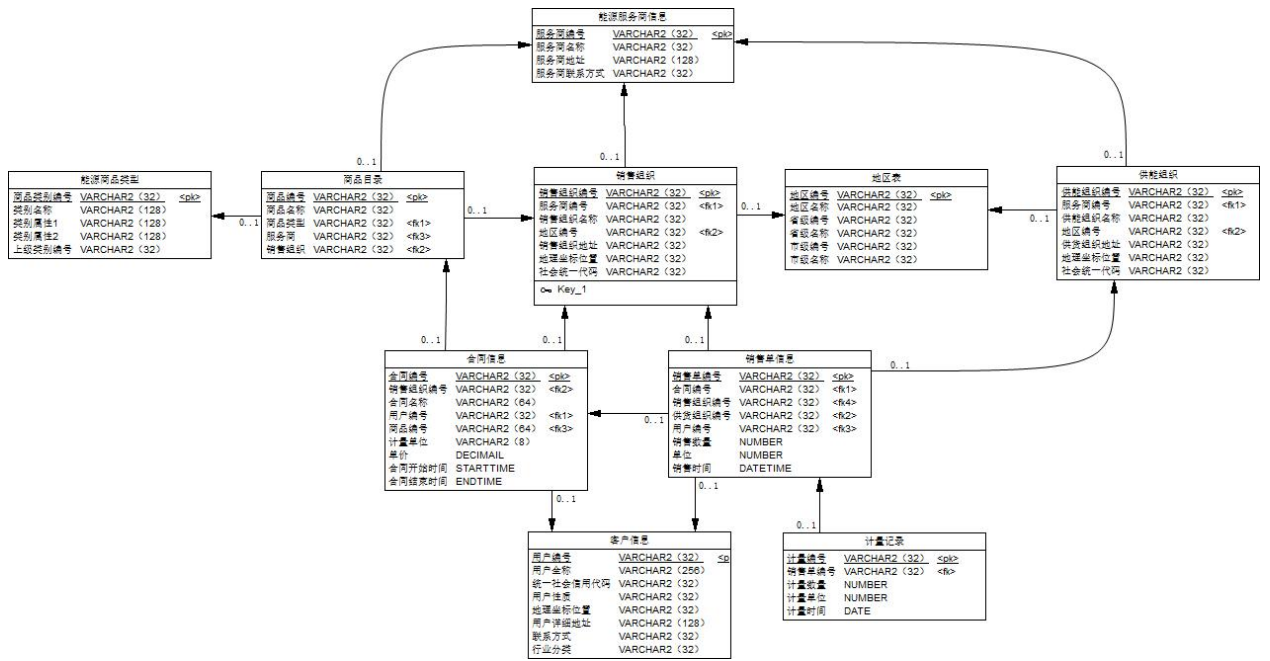 能源服务商信息
服务商编号 VARCHAR2（32） <pk>
服务商名称 VARCHAR2（32）
服务商地址 VARCHAR2（128）
服务商联系方式 VARCHAR2（32）
0..1
0..1
0..1
能源商品类型
商品类别编号 VARCHAR2（32） <pk>
类别名称 VARCHAR2（128）
类别属性1 VARCHAR2（128）
类别属性2 VARCHAR2（128）
上级类别编号 VARCHAR2（32）
0..1
商品目录
商品编号 VARCHAR2（32） <pk>
商品名称 VARCHAR2（32）
商品类型 VARCHAR2（32） <fk1>
服务商 VARCHAR2（32） <fk3>
销售组织 VARCHAR2（32） <fk2>
0..1
销售组织
销售组织编号 VARCHAR2（32） <pk>
服务商编号 VARCHAR2（32） <fk1>
销售组织名称 VARCHAR2（32）
地区编号 VARCHAR2（32） <fk2>
销售组织地址 VARCHAR2（32）
地理坐标位置 VARCHAR2（32）
社会统一代码 VARCHAR2（32）
Key_1
0..1
地区表
地区编号 VARCHAR2（32） <pk>
地区名称 VARCHAR2（32）
省级编号 VARCHAR2（32）
省级名称 VARCHAR2（32）
市级编号 VARCHAR2（32）
市级名称 VARCHAR2（32）
0..1
供能组织
供能组织编号 VARCHAR2（32） <pk>
服务商编号 VARCHAR2（32） <fk1>
供能组织名称 VARCHAR2（32）
地区编号 VARCHAR2（32） <fk2>
供货组织地址 VARCHAR2（32）
地理坐标位置 VARCHAR2（32）
社会统一代码 VARCHAR2（32）
0..1
0..1
0..1
合同信息
合同编号 VARCHAR2（32） <pk>
销售组织编号 VARCHAR2（32） <fk2>
合同名称 VARCHAR2（64）
用户编号 VARCHAR2（32） <fk1>
商品编号 VARCHAR2（64） <fk3>
计量单位 VARCHAR2（8）
单价 DECIMAIL
合同开始时间 STARTTIME
合同结束时间 ENDTIME
0..1
销售单信息
销售单编号 VARCHAR2（32） <pk>
合同编号 VARCHAR2（32） <fk1>
销售组织编号 VARCHAR2（32） <fk4>
供货组织编号 VARCHAR2（32） <fk2>
用户编号 VARCHAR2（32） <fk3>
销售数量 NUMBER
单位 NUMBER
销售时间 DATETIME
0..1
0..1
0..1
客户信息
用户编号 VARCHAR2（32） <p
用户全称 VARCHAR2（256）
统一社会信用代码 VARCHAR2（32）
用户性质 VARCHAR2（32）
地理坐标位置 VARCHAR2（32）
用户详细地址 VARCHAR2（128）
联系方式 VARCHAR2（32）
行业分类 VARCHAR2（32）
0..1
计量记录
计量编号 VARCHAR2（32） <pk>
销售单编号 VARCHAR2（32） <fk>
计量数量 NUMBER
计量单位 NUMBER
计量时间 DATE